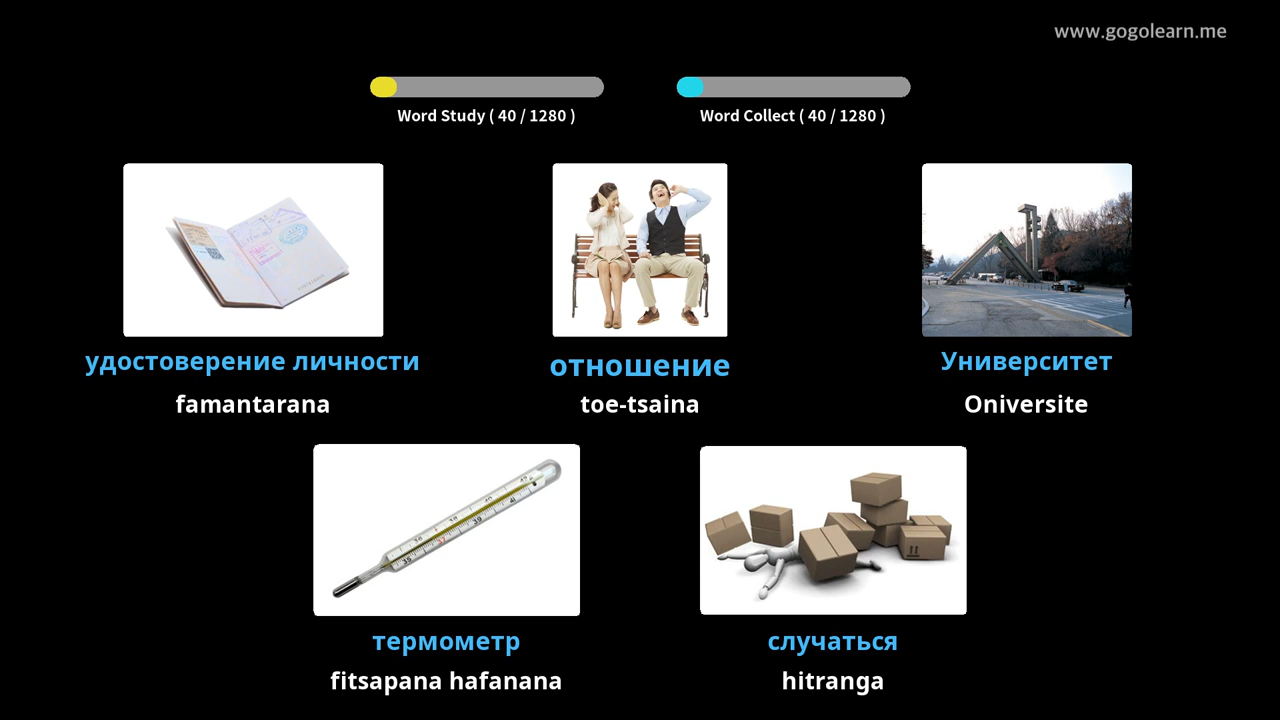 www.gogolearn.me
Word Study ( 40 / 1280 )
Word Collect ( 40 / 1280 )
удостоверение личности
famantarana
отношение
toe-tsaina
Университет
Oniversite
термометр
fitsapana hafanana
случаться
hitranga